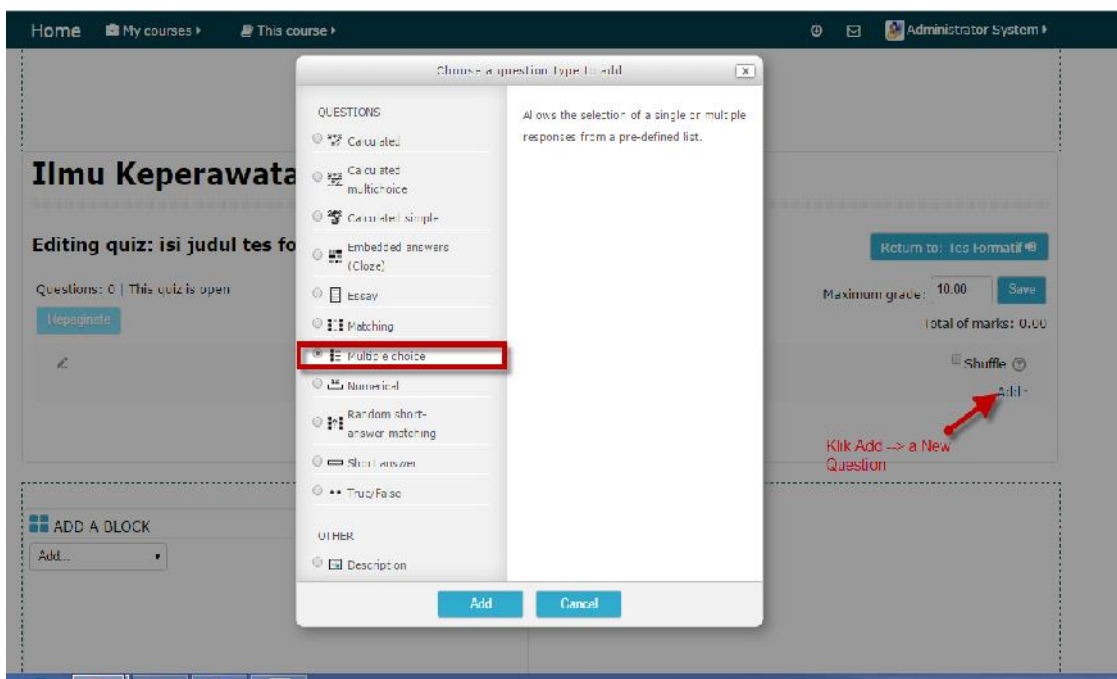 Home My courses This course Administrator System
Choose a question type to add
QUESTIONS
Calculated
Calculated
multichoice
Calculated simple
Embedded answers
(Cloze)
Essay
Matching
Multiple choice
Numerical
Random short-
answer matching
Short answer
True/False
OTHER
Description
Allows the selection of a single or multiple
responses from a pre-defined list.
Add Cancel
Ilmu Keperawata
Editing quiz: isi judul tes fo
Return to: Tes Formatif
Questions: 0 | This quiz is open
Maximum grade: 10.00 Save
Repaginate
Total of marks: 0.00
Shuffle
Add
Klik Add --> a New
Question
ADD A BLOCK
Add...